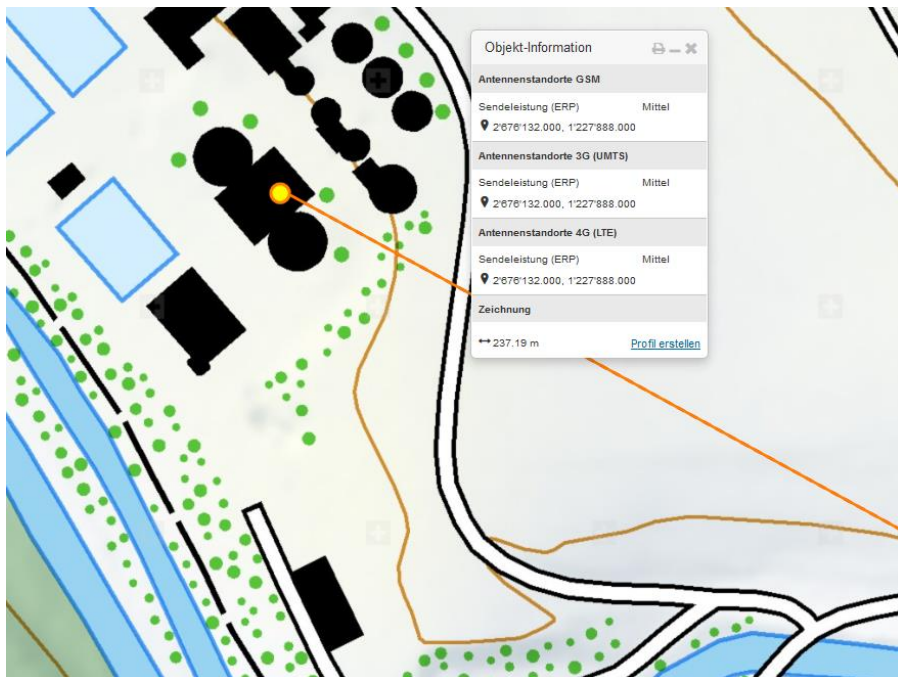 Objekt-Information
Antennenstandorte GSM
Sendeleistung (ERP) Mittel
2'676'132.000, 1'227'888.000
Antennenstandorte 3G (UMTS)
Sendeleistung (ERP) Mittel
2'676'132.000, 1'227'888.000
Antennenstandorte 4G (LTE)
Sendeleistung (ERP) Mittel
2'676'132.000, 1'227'888.000
Zeichnung
237.19 m Profil erstellen